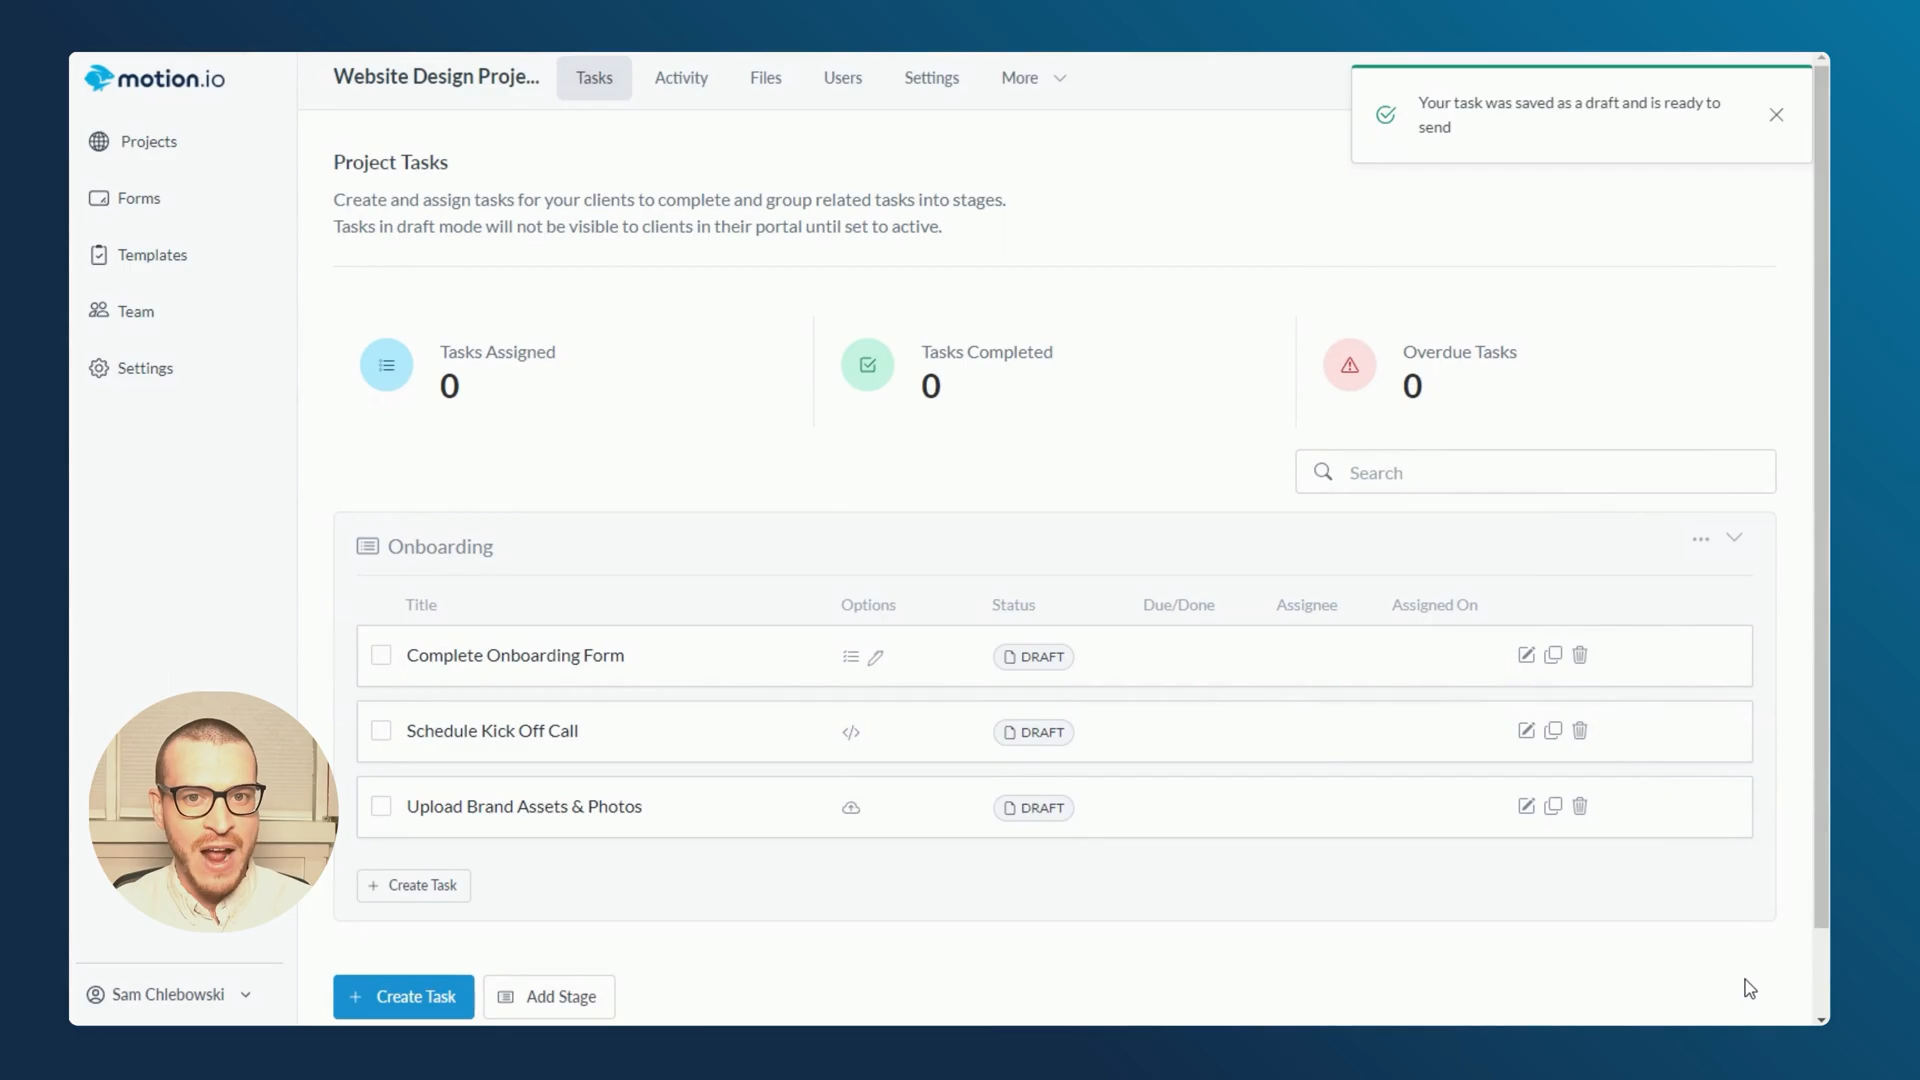 motion.io
Website Design Proje...
Tasks
Activity
Files
Users
Settings
More
Your task was saved as a draft and is ready to
send
Projects
Forms
Templates
Team
Settings
Project Tasks
Create and assign tasks for your clients to complete and group related tasks into stages.
Tasks in draft mode will not be visible to clients in their portal until set to active.
Tasks Assigned
0
Tasks Completed
0
Overdue Tasks
0
Search
Onboarding
Title
Options
Status
Due/Done
Assignee
Assigned On
Complete Onboarding Form
DRAFT
Schedule Kick Off Call
DRAFT
Upload Brand Assets & Photos
DRAFT
+ Create Task
Sam Chlebowski
+ Create Task
Add Stage